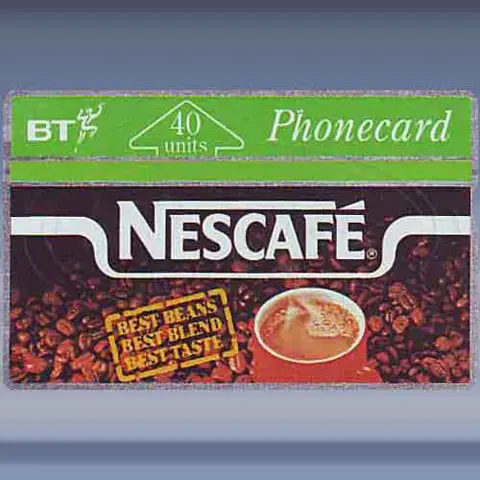 BT 40 Phonecard
units
NESCAFÉ®
BEST BEANS
BEST BLEND
BEST TASTE